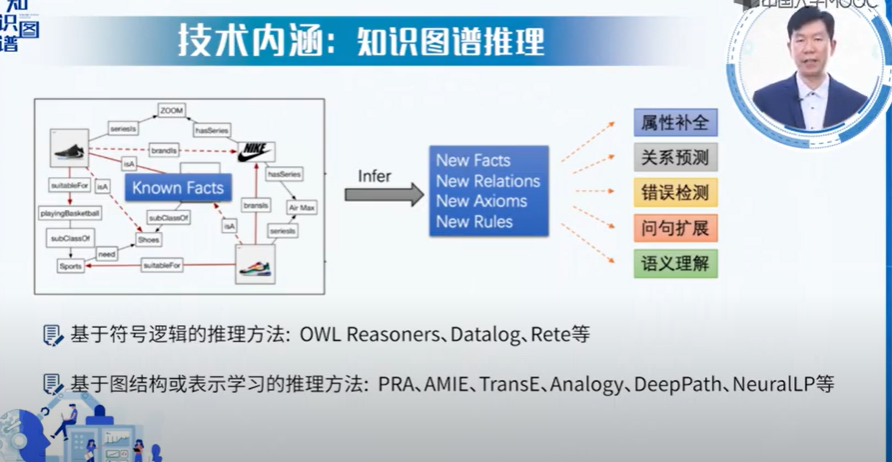 知识图谱
中国大学MOOC
技术内涵：知识图谱推理
ZOOM
seriesIs
hasSeries
brandIs
NIKE
isA
hasSeries
Known Facts
suitableFor
isA
playingBasketball
subClassOf
bransIs
Air Max
isA
subClassOf
Shoes
seriesIs
need
Sports
suitableFor
Infer
New Facts
New Relations
New Axioms
New Rules
属性补全
关系预测
错误检测
问句扩展
语义理解
基于符号逻辑的推理方法: OWL Reasoners、Datalog、Rete等
基于图结构或表示学习的推理方法: PRA、AMIE、TransE、Analogy、DeepPath、NeuralLP等